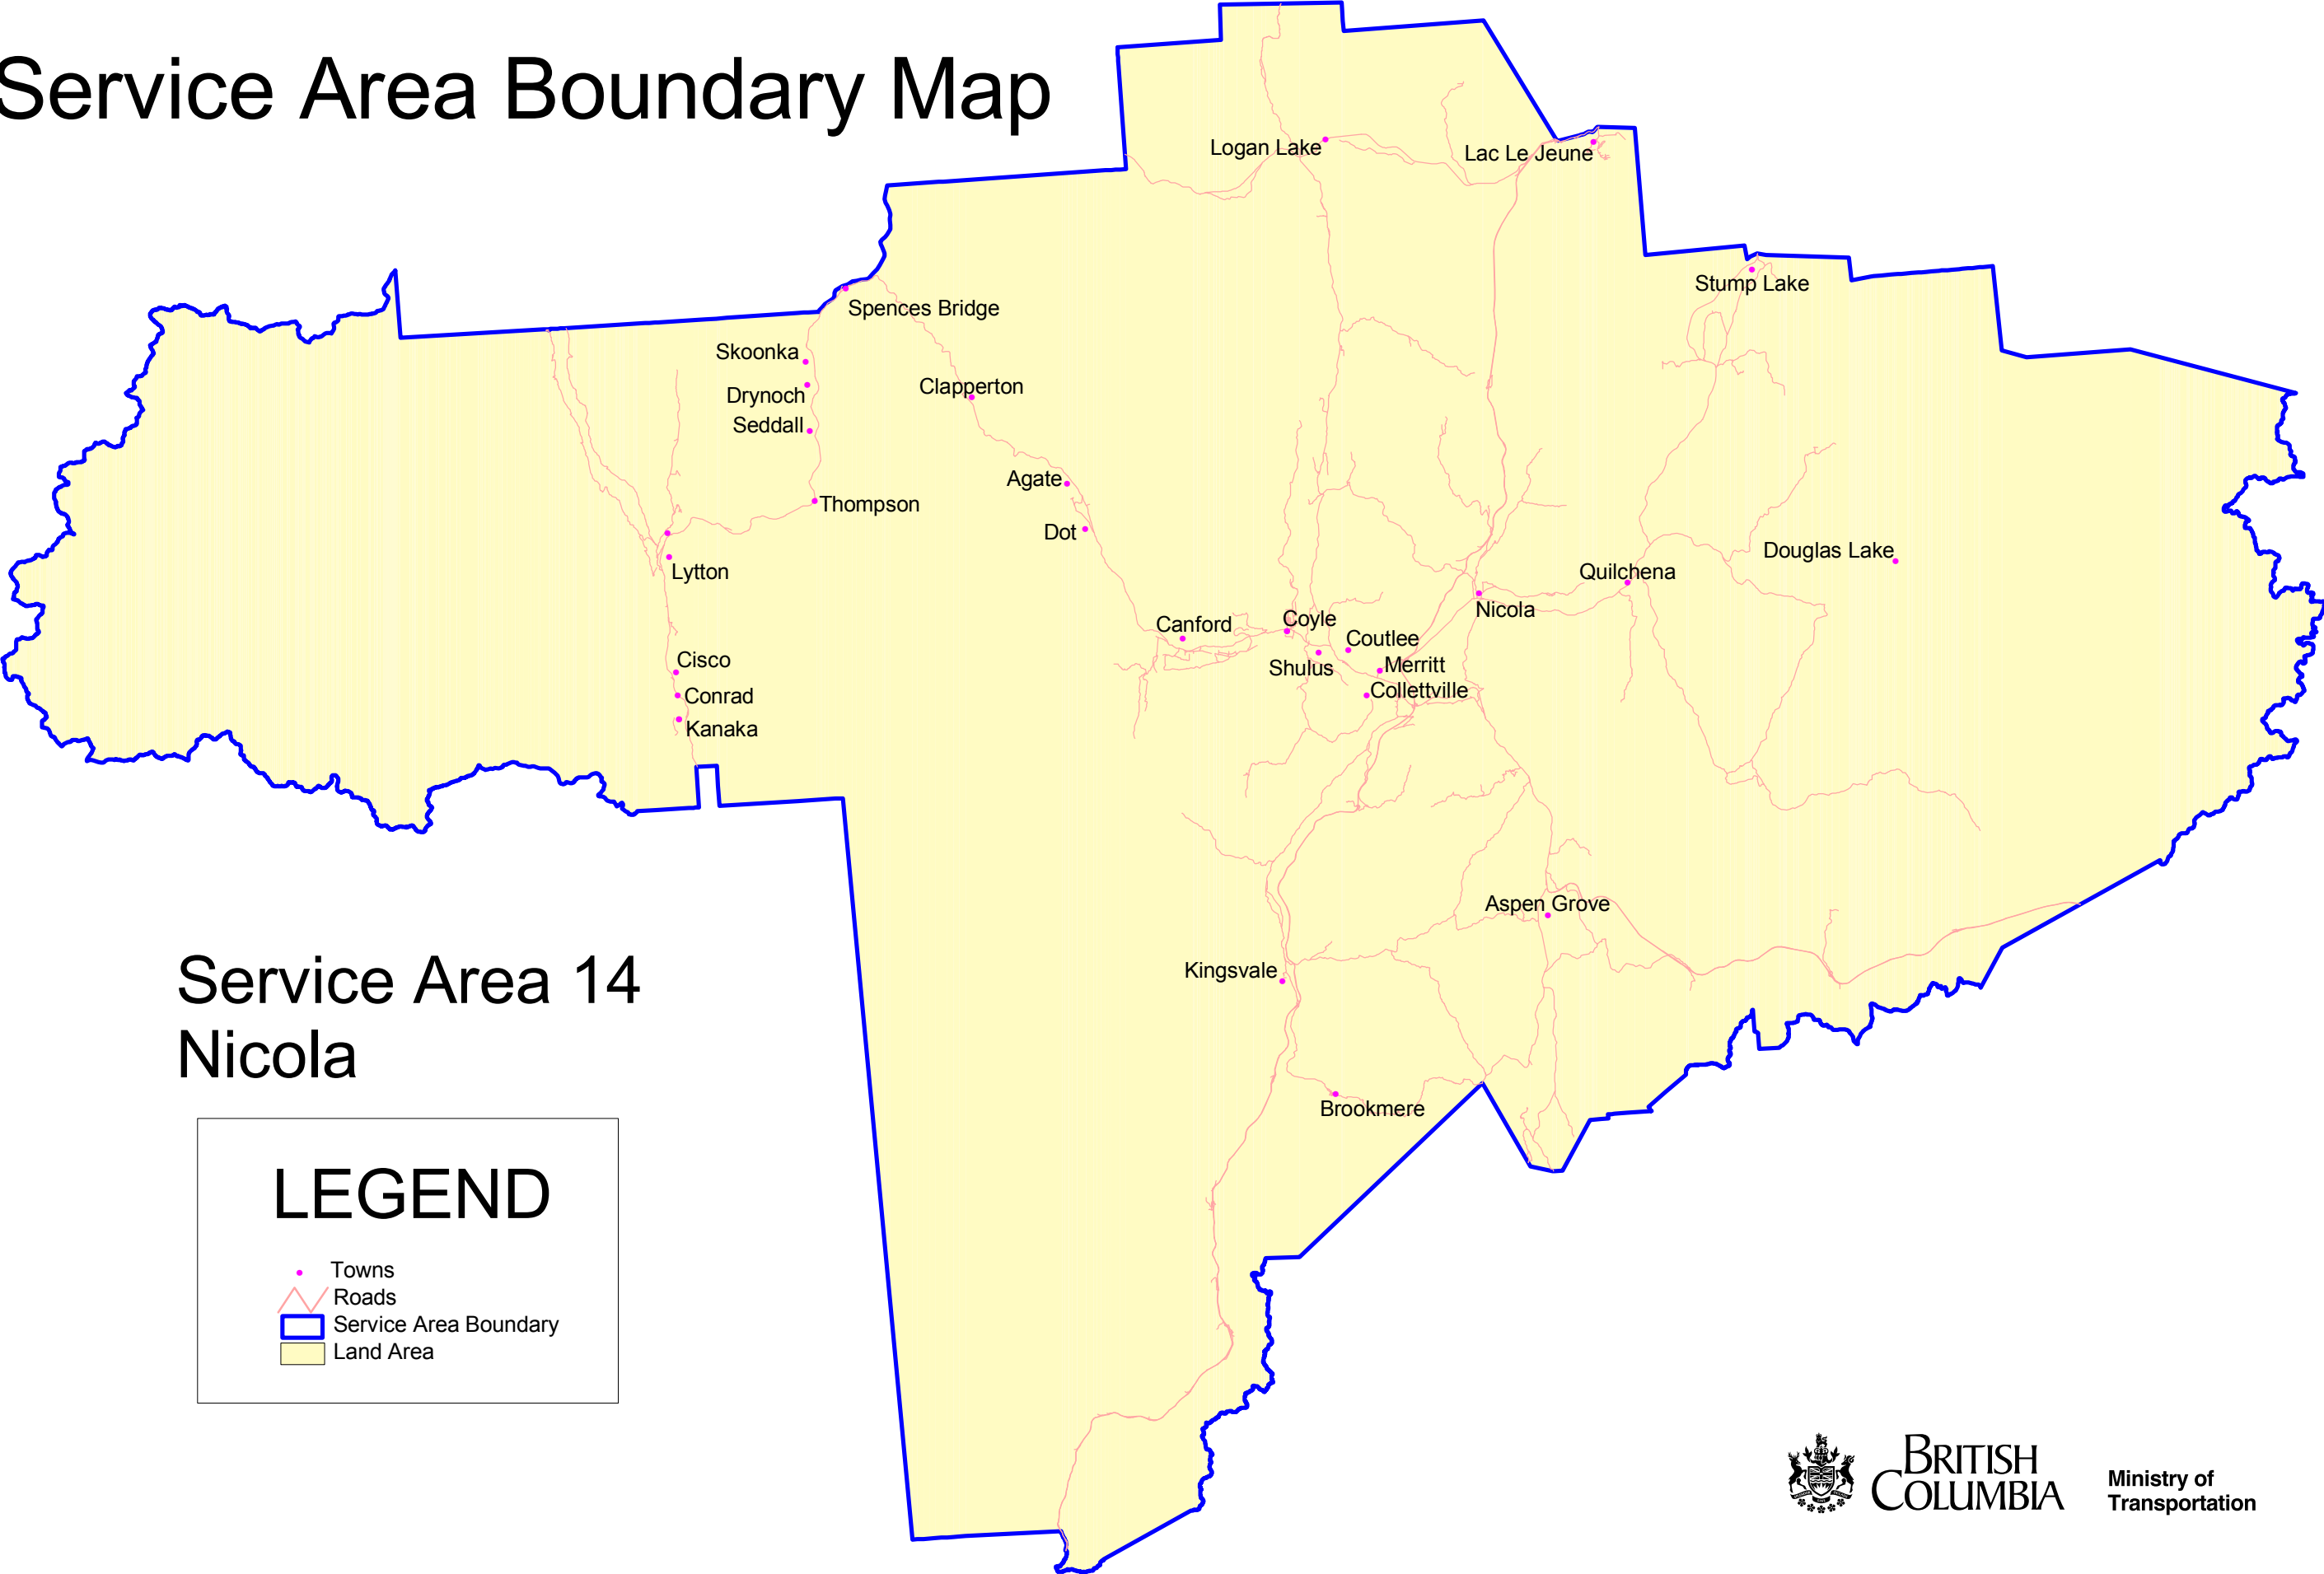 Service Area Boundary Map
Logan Lake
Lac Le Jeune
Stump Lake
Spences Bridge
Skoonka
Drynoch
Clapperton
Seddall
Agate
Thompson
Dot
Douglas Lake
Lytton
Quilchena
Nicola
Canford
Coyle
Coutlee
Cisco
Shulus
Merritt
Conrad
Collettville
Kanaka
Aspen Grove
Kingsvale
Brookmere
Service Area 14
Nicola
LEGEND
Towns
Roads
Service Area Boundary
Land Area
BRITISH
COLUMBIA
Ministry of
Transportation